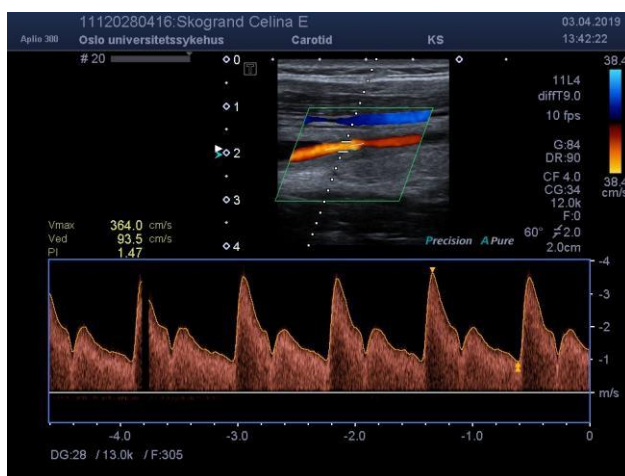 11120280416:Skogrand Celina E
03.04.2019
Aplio 300 Oslo universitetssykehus Carotid KS
13:42:22
# 20
0
38.4
11L4
diffT9.0
1
10 fps
G:84
DR:90
2
CF 4.0
CG:34
38.4
cm/s
12.0k
3
F:0
Vmax 364.0 cm/s
Ved 93.5 cm/s
PI 1.47
60° 2.0
2.0cm
4
Precision A Pure
-4
-3
-2
-1
m/s
-4.0 -3.0 -2.0 -1.0 0
DG:28 / 13.0k / F:305